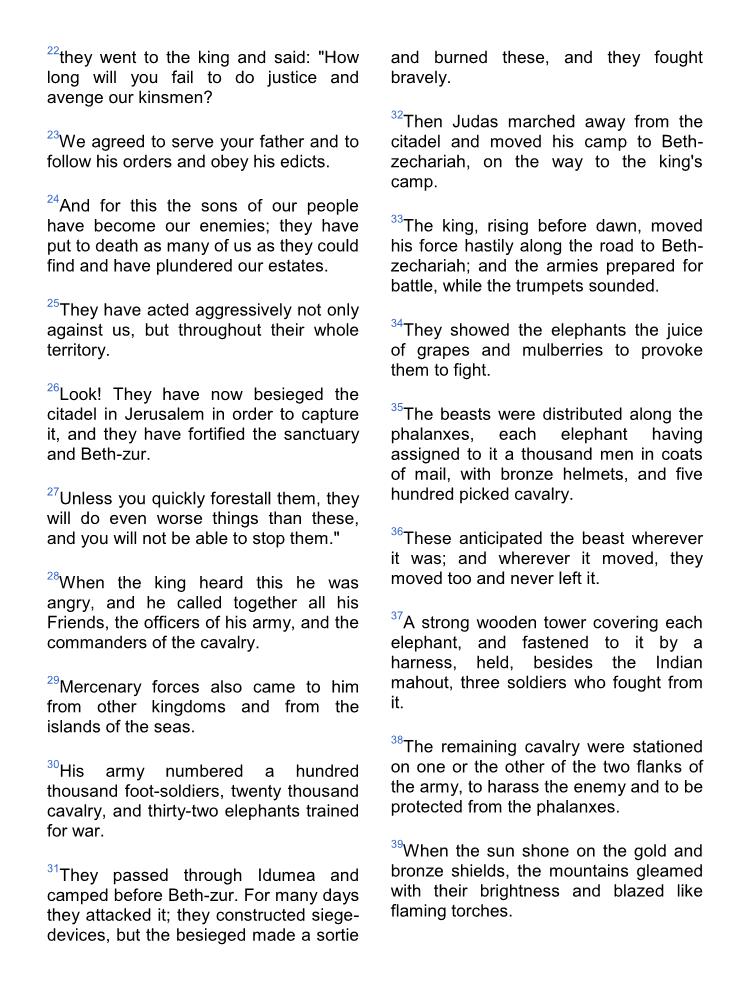 22they went to the king and said: "How
long will you fail to do justice and
avenge our kinsmen?
23We agreed to serve your father and to
follow his orders and obey his edicts.
24And for this the sons of our people
have become our enemies; they have
put to death as many of us as they could
find and have plundered our estates.
25They have acted aggressively not only
against us, but throughout their whole
territory.
26Look! They have now besieged the
citadel in Jerusalem in order to capture
it, and they have fortified the sanctuary
and Beth-zur.
27Unless you quickly forestall them, they
will do even worse things than these,
and you will not be able to stop them."
28When the king heard this he was
angry, and he called together all his
Friends, the officers of his army, and the
commanders of the cavalry.
29Mercenary forces also came to him
from other kingdoms and from the
islands of the seas.
30His army numbered a hundred
thousand foot-soldiers, twenty thousand
cavalry, and thirty-two elephants trained
for war.
31They passed through Idumea and
camped before Beth-zur. For many days
they attacked it; they constructed siege-
devices, but the besieged made a sortie
and burned these, and they fought
bravely.
32Then Judas marched away from the
citadel and moved his camp to Beth-
zechariah, on the way to the king's
camp.
33The king, rising before dawn, moved
his force hastily along the road to Beth-
zechariah; and the armies prepared for
battle, while the trumpets sounded.
34They showed the elephants the juice
of grapes and mulberries to provoke
them to fight.
35The beasts were distributed along the
phalanxes, each elephant having
assigned to it a thousand men in coats
of mail, with bronze helmets, and five
hundred picked cavalry.
36These anticipated the beast wherever
it was; and wherever it moved, they
moved too and never left it.
37A strong wooden tower covering each
elephant, and fastened to it by a
harness, held, besides the Indian
mahout, three soldiers who fought from
it.
38The remaining cavalry were stationed
on one or the other of the two flanks of
the army, to harass the enemy and to be
protected from the phalanxes.
39When the sun shone on the gold and
bronze shields, the mountains gleamed
with their brightness and blazed like
flaming torches.